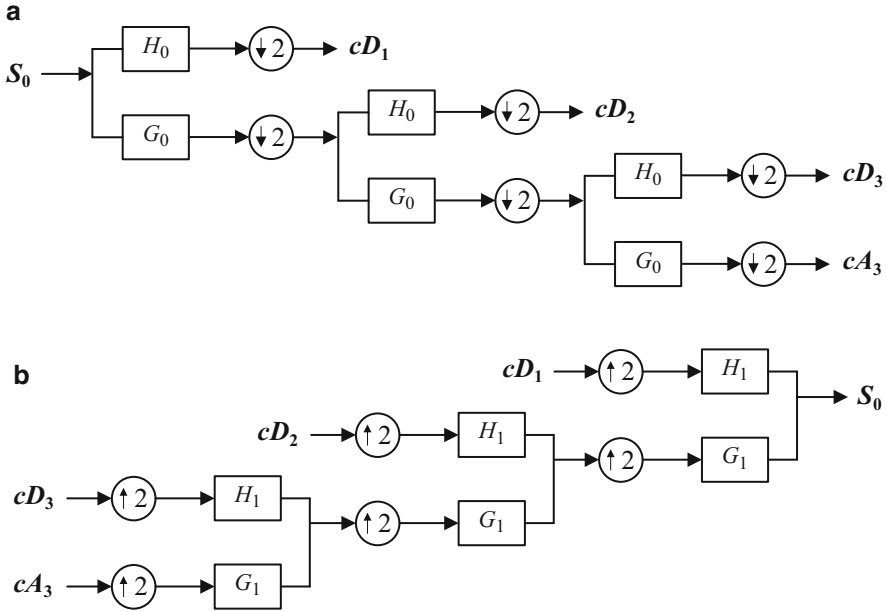 a
H₀ ↓2 cD₁
S₀
G₀ ↓2 H₀ ↓2 cD₂
G₀ ↓2 H₀ ↓2 cD₃
G₀ ↓2 cA₃
b
cD₁ ↑2 H₁
S₀
cD₂ ↑2 H₁
↑2 G₁
cD₃ ↑2 H₁
↑2 G₁
cA₃ ↑2 G₁